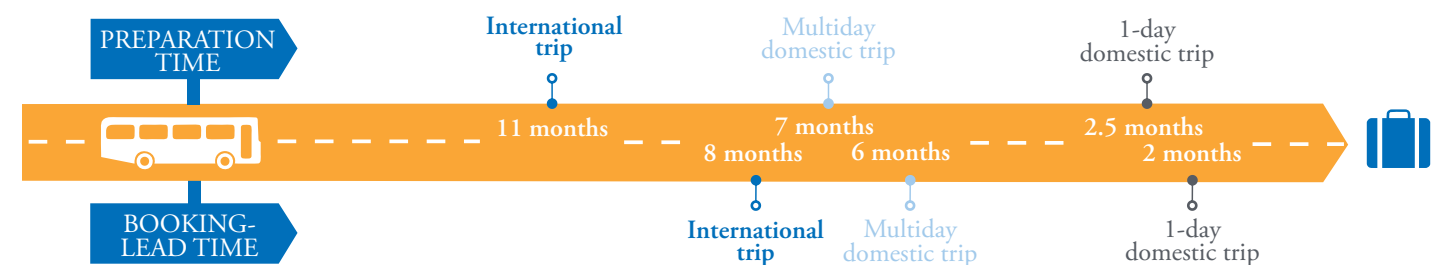 PREPARATION
TIME
International
trip
Multiday
domestic trip
1-day
domestic trip
11 months
7 months
2.5 months
8 months
6 months
2 months
BOOKING-
LEAD TIME
International
trip
Multiday
domestic trip
1-day
domestic trip